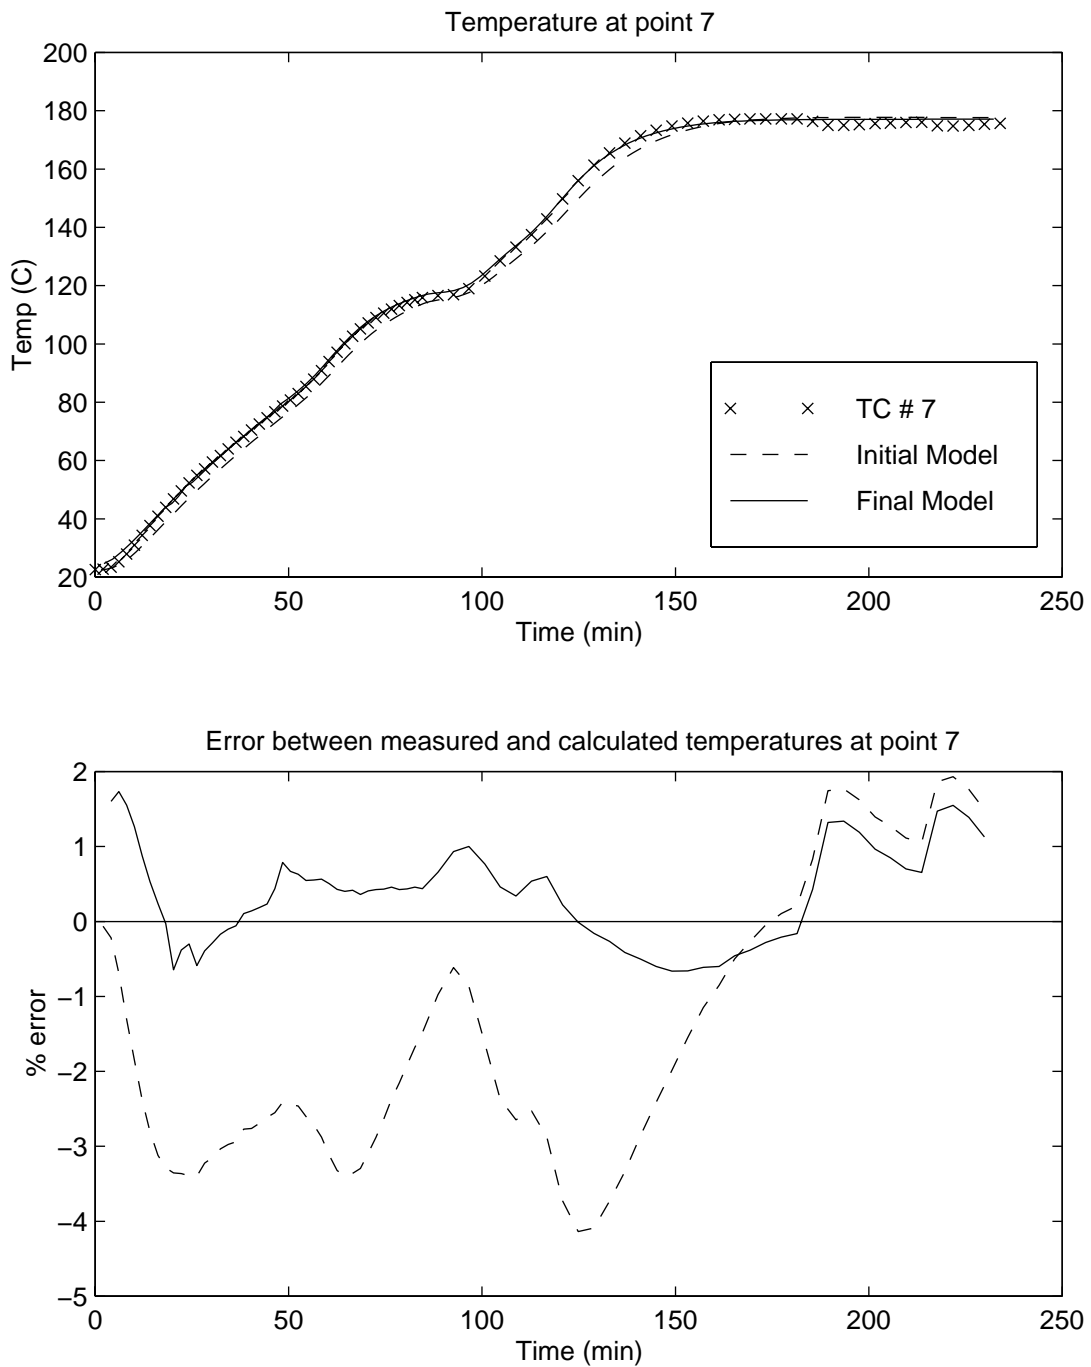 Temperature at point 7
200
180
160
140
120
100
80
60
40
20
Temp (C)
TC # 7
Initial Model
Final Model
0 50 100 150 200 250
Time (min)
Error between measured and calculated temperatures at point 7
2
1
0
−1
−2
−3
−4
−5
% error
0 50 100 150 200 250
Time (min)